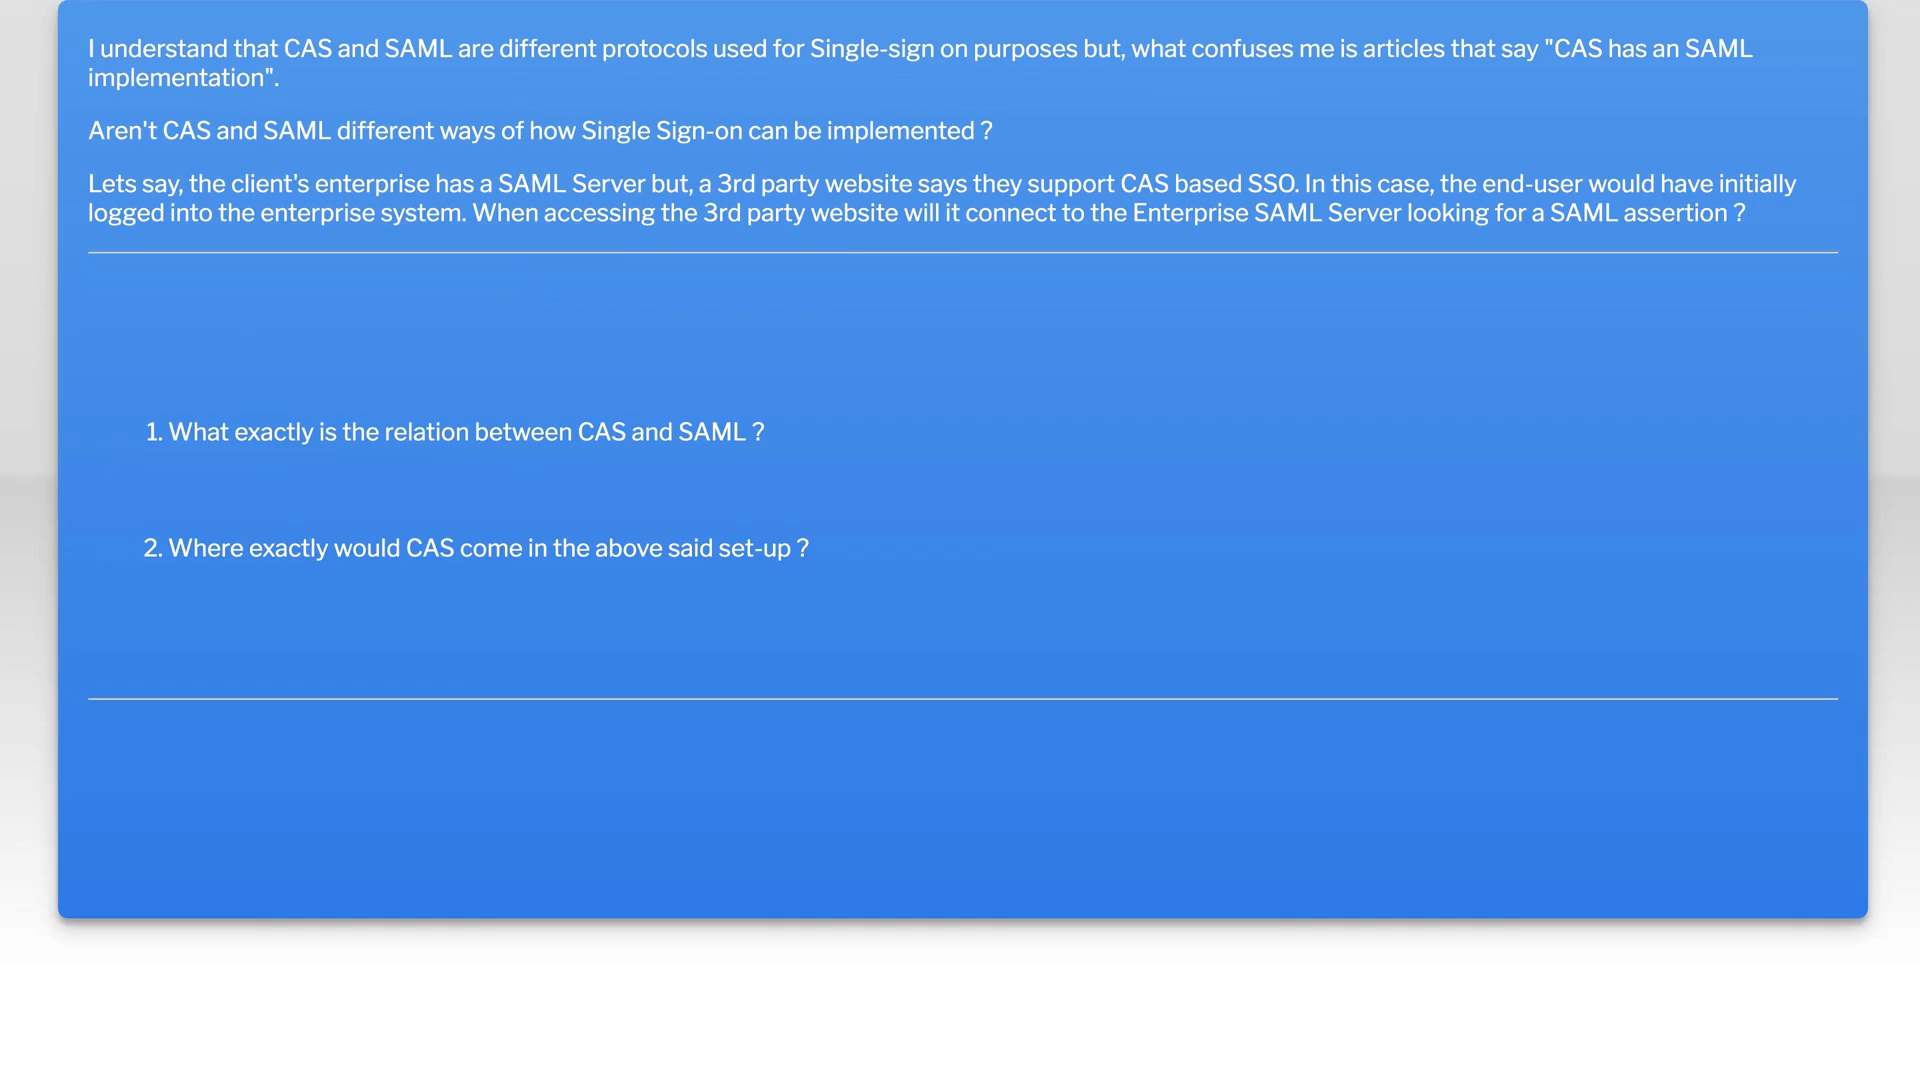 I understand that CAS and SAML are different protocols used for Single-sign on purposes but, what confuses me is articles that say "CAS has an SAML
implementation".
Aren't CAS and SAML different ways of how Single Sign-on can be implemented ?
Lets say, the client's enterprise has a SAML Server but, a 3rd party website says they support CAS based SSO. In this case, the end-user would have initially
logged into the enterprise system. When accessing the 3rd party website will it connect to the Enterprise SAML Server looking for a SAML assertion ?
1. What exactly is the relation between CAS and SAML ?
2. Where exactly would CAS come in the above said set-up ?